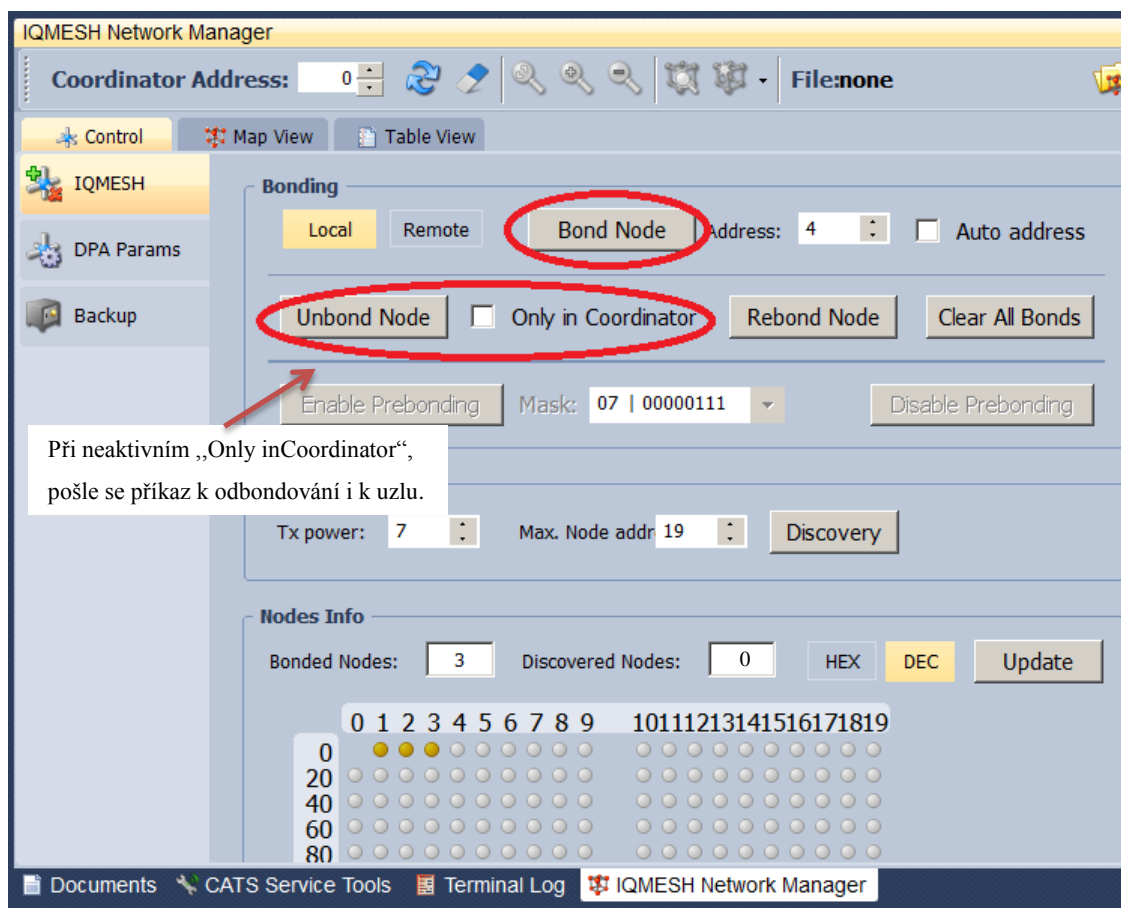 IQMESH Network Manager
Coordinator Address: 0 File:none
Control Map View Table View
IQMESH
DPA Params
Backup
Bonding
Local Remote Bond Node Address: 4 Auto address
Unbond Node Only in Coordinator Rebond Node Clear All Bonds
Enable Prebonding Mask: 07 | 00000111 Disable Prebonding
Při neaktivním ,,Only inCoordinator“,
pošle se příkaz k odbondování i k uzlu.
Tx power: 7 Max. Node addr 19 Discovery
Nodes Info
Bonded Nodes: 3 Discovered Nodes: 0 HEX DEC Update
0 1 2 3 4 5 6 7 8 9 10111213141516171819
0
20
40
60
80
Documents CATS Service Tools Terminal Log IQMESH Network Manager